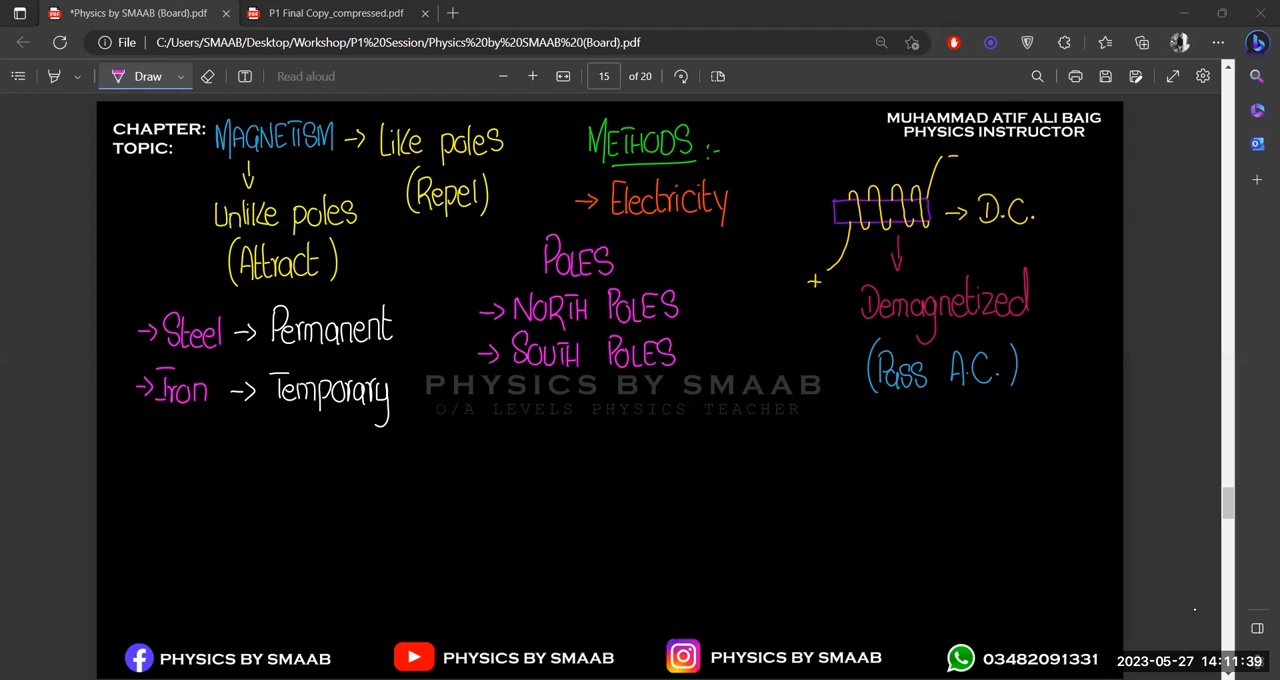 *Physics by SMAAB (Board).pdf
P1 Final Copy_compressed.pdf
File
C:/Users/SMAAB/Desktop/Workshop/P1%20Session/Physics%20by%20SMAAB%20(Board).pdf
Draw
Read aloud
15 of 20
CHAPTER:
TOPIC:
MUHAMMAD ATIF ALI BAIG
PHYSICS INSTRUCTOR
MAGNETISM → Like poles
(Repel)
↓
Unlike poles
(Attract)
METHODS :-
→ Electricity
-
+
→ D.C.
↓
Demagnetized
(Pass A.C.)
POLES
→ NORTH POLES
→ SOUTH POLES
→ Steel → Permanent
→ Iron → Temporary
PHYSICS BY SMAAB
O/A LEVELS PHYSICS TEACHER
PHYSICS BY SMAAB
PHYSICS BY SMAAB
PHYSICS BY SMAAB
03482091331
2023-05-27 14:11:39